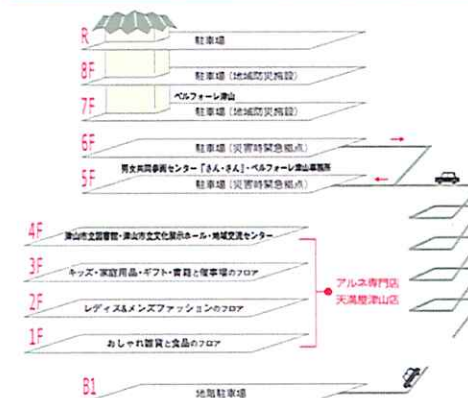 R
駐車場
8F
駐車場（地域防災施設）
ベルフォーレ津山
7F
駐車場（地域防災施設）
6F
駐車場（災害時緊急拠点）
男女共同参画センター「さん・さん」・ベルフォーレ津山事務所
5F
駐車場（災害時緊急拠点）
4F
津山市立図書館・津山市立文化展示ホール・地域交流センター
3F
キッズ・家庭用品・ギフト・書籍と催事場のフロア
アルネ専門店
天満屋津山店
2F
レディス&メンズファッションのフロア
1F
おしゃれ雑貨と食品のフロア
B1
地階駐車場